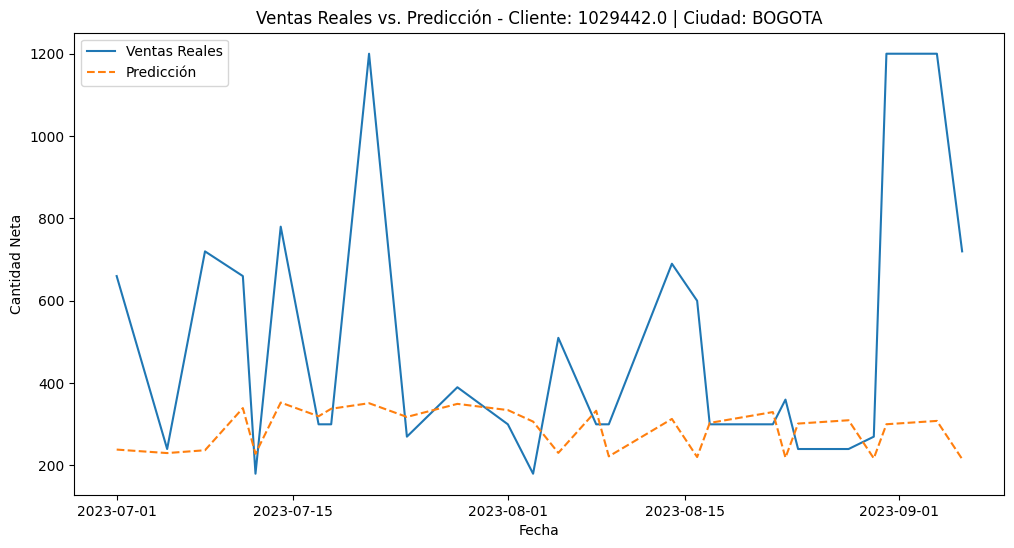 Ventas Reales vs. Predicción - Cliente: 1029442.0 | Ciudad: BOGOTA
Ventas Reales
Predicción
Cantidad Neta
1200
1000
800
600
400
200
2023-07-01
2023-07-15
2023-08-01
2023-08-15
2023-09-01
Fecha